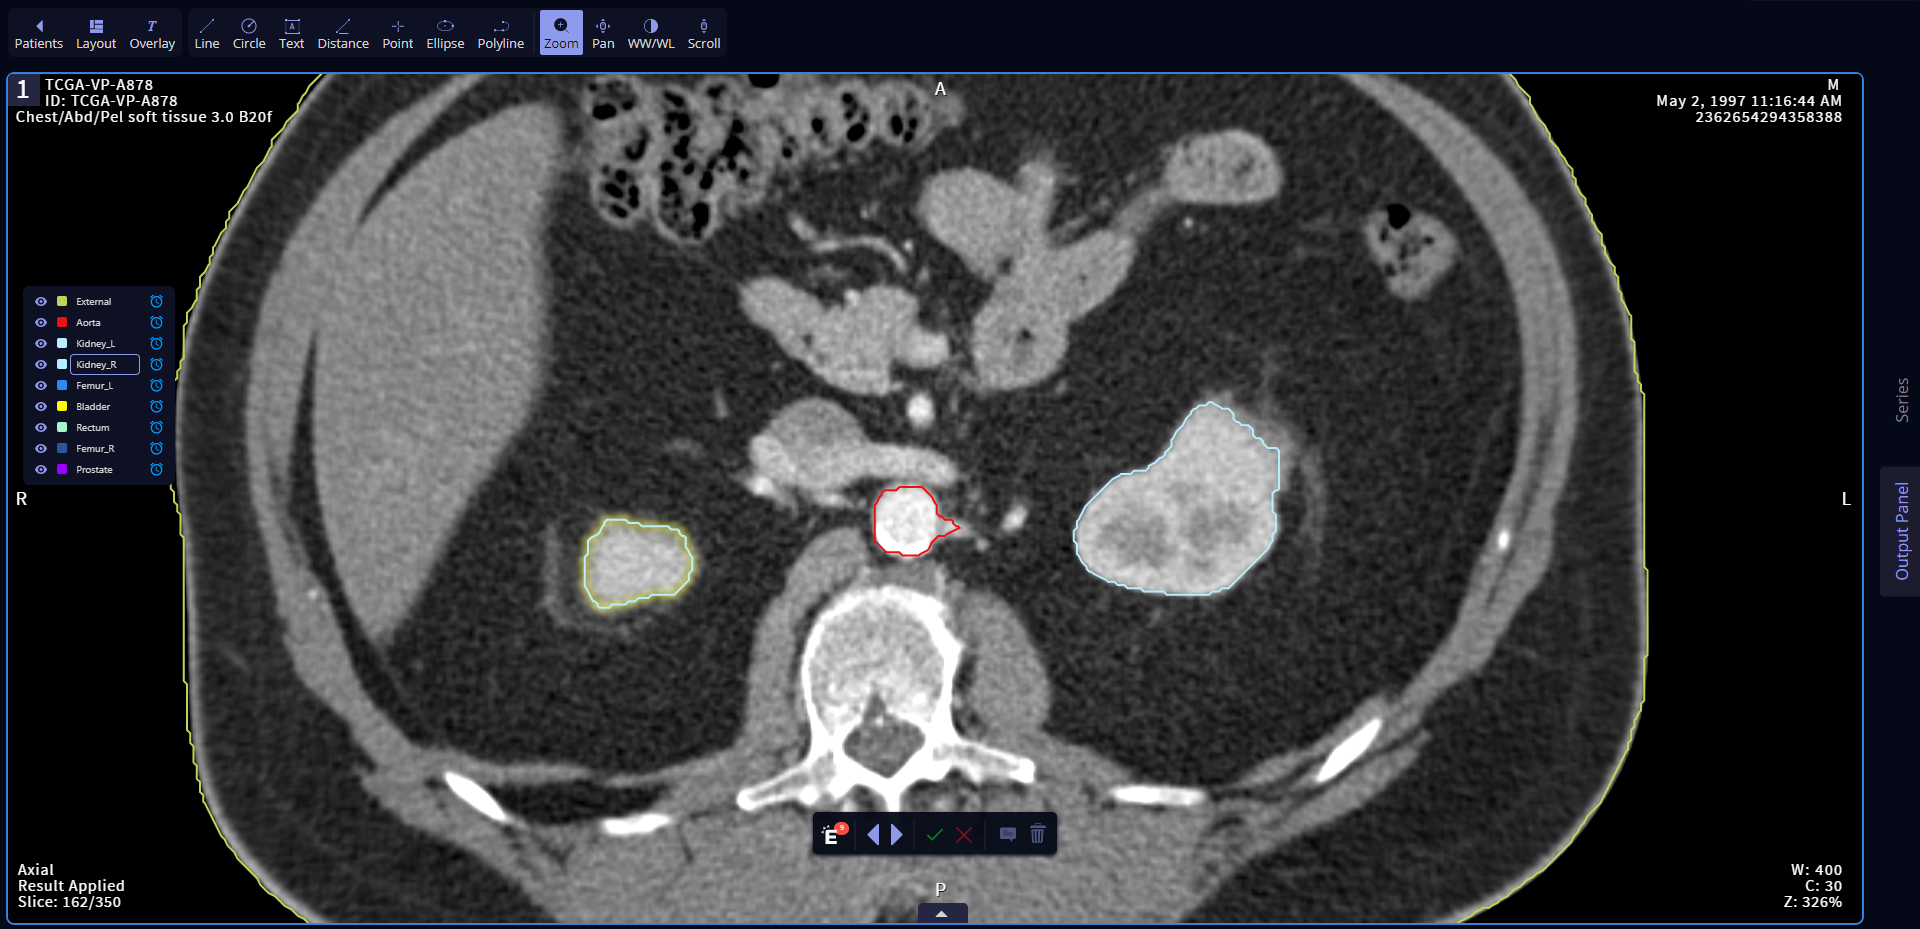 Patients Layout Overlay Line Circle Text Distance Point Ellipse Polyline Zoom Pan WW/WL Scroll
1
TCGA-VP-A878
ID: TCGA-VP-A878
Chest/Abd/Pel soft tissue 3.0 B20f
A
M
May 2, 1997 11:16:44 AM
2362654294358388
External
Aorta
Kidney_L
Kidney_R
Femur_L
Bladder
Rectum
Femur_R
Prostate
R
L
Series
Output Panel
E 9
P
Axial
Result Applied
Slice: 162/350
W: 400
C: 30
Z: 326%